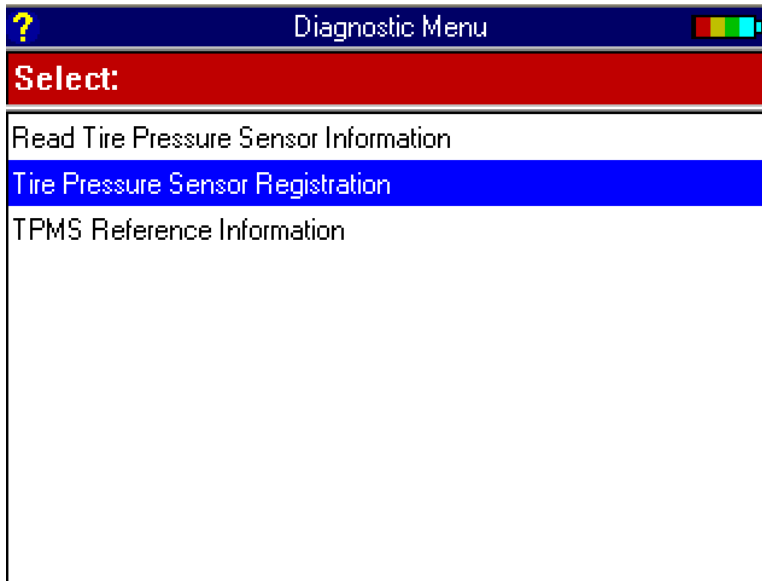 ? Diagnostic Menu
Select:
Read Tire Pressure Sensor Information
Tire Pressure Sensor Registration
TPMS Reference Information